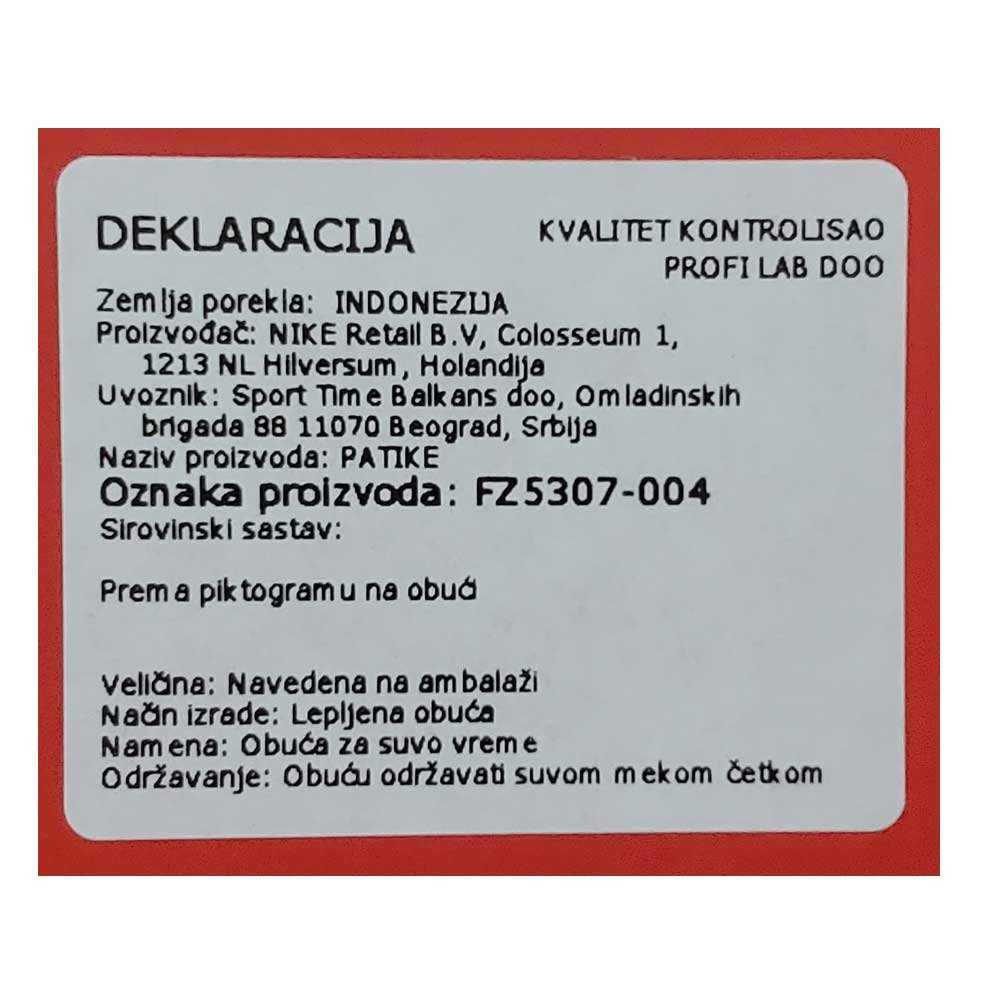 DEKLARACIJA
KVALITET KONTROLISAO
PROFI LAB DOO
Zemlja porekla: INDONEZIJA
Proizvođač: NIKE Retail B.V, Colosseum 1,
1213 NL Hilversum, Holandija
Uvoznik: Sport Time Balkans doo, Omladinskih
brigada 88 11070 Beograd, Srbija
Naziv proizvoda: PATIKE
Oznaka proizvoda: FZ5307-004
Sirovinski sastav:
Prema piktogramu na obući
Veličina: Navedena na ambalaži
Način izrade: Lepljena obuća
Namena: Obuća za suvo vreme
Održavanje: Obuću održavati suvom mekom četkom